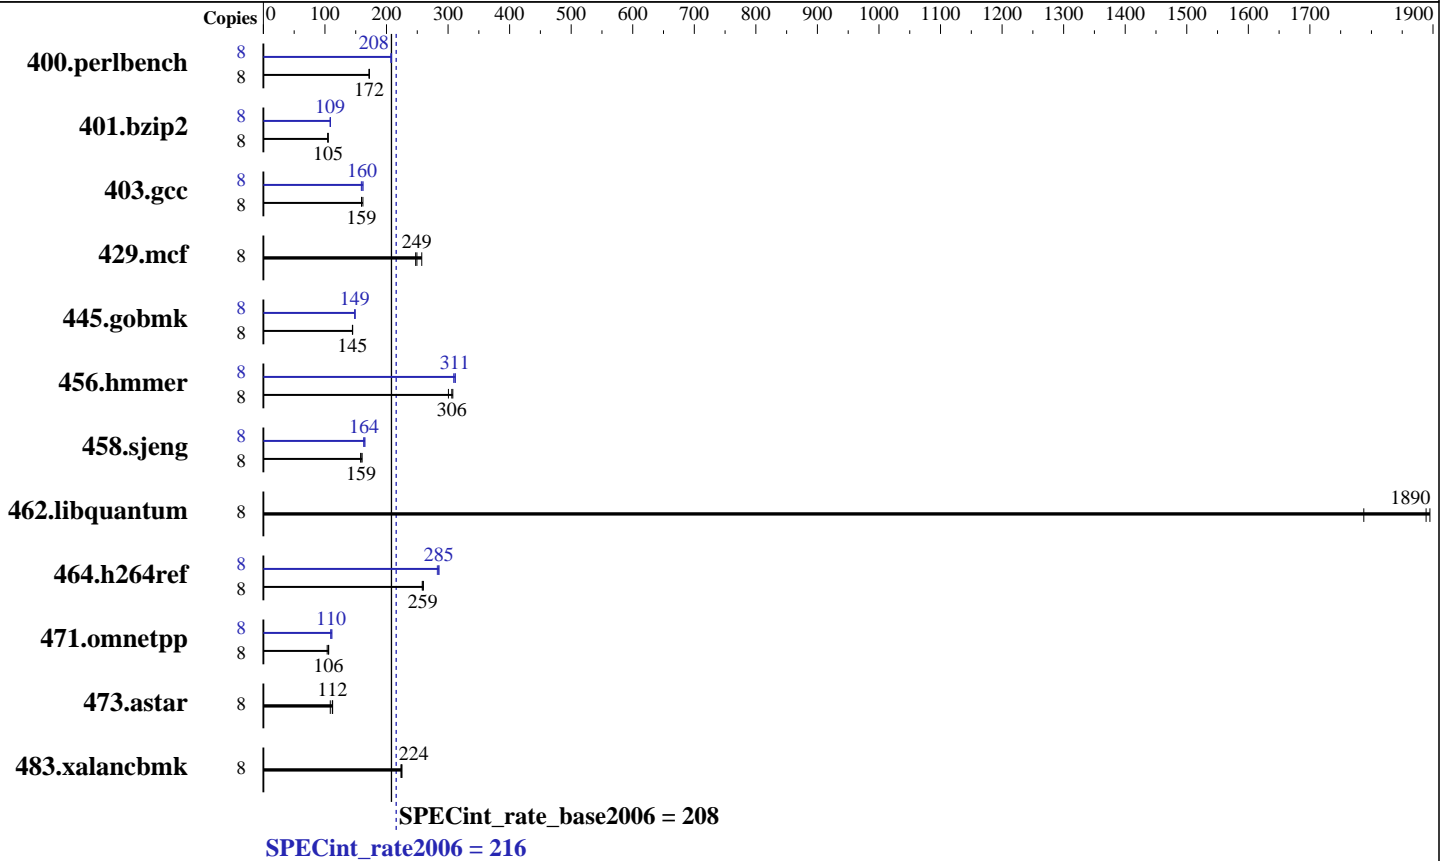 Copies 0 100 200 300 400 500 600 700 800 900 1000 1100 1200 1300 1400 1500 1600 1700 1900
400.perlbench 8 208
8 172
401.bzip2 8 109
8 105
403.gcc 8 160
8 159
429.mcf 8 249
445.gobmk 8 149
8 145
456.hmmer 8 311
8 306
458.sjeng 8 164
8 159
462.libquantum 8 1890
464.h264ref 8 285
8 259
471.omnetpp 8 110
8 106
473.astar 8 112
483.xalancbmk 8 224
SPECint_rate_base2006 = 208
SPECint_rate2006 = 216